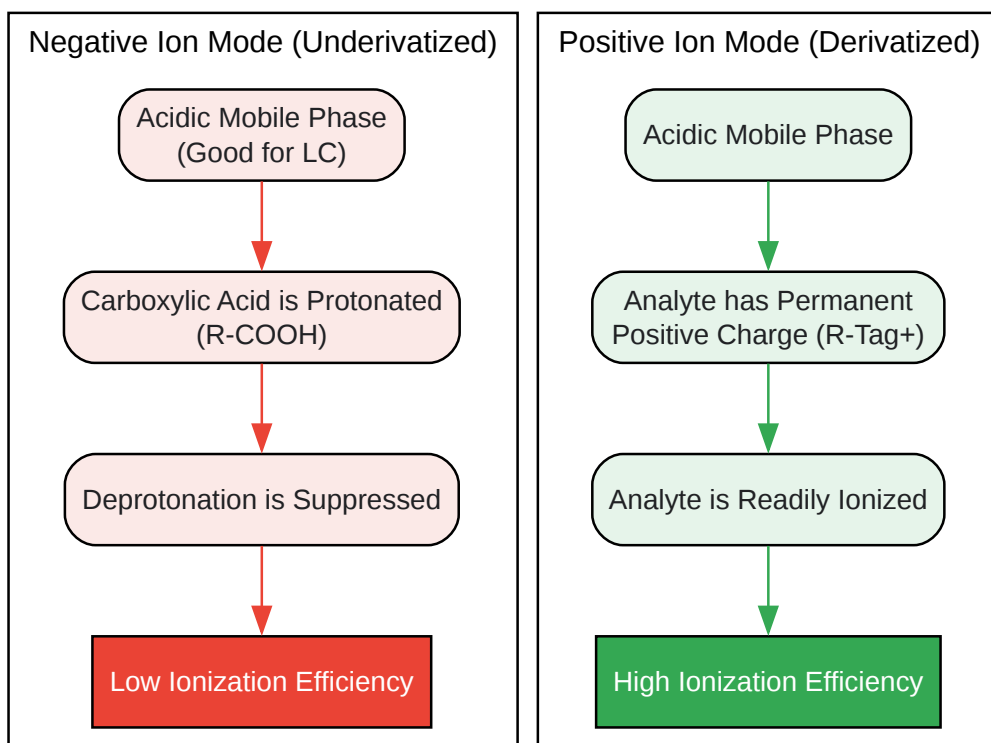 Negative Ion Mode (Underivatized)
Acidic Mobile Phase
(Good for LC)
Carboxylic Acid is Protonated
(R-COOH)
Deprotonation is Suppressed
Low Ionization Efficiency
Positive Ion Mode (Derivatized)
Acidic Mobile Phase
Analyte has Permanent
Positive Charge (R-Tag+)
Analyte is Readily Ionized
High Ionization Efficiency